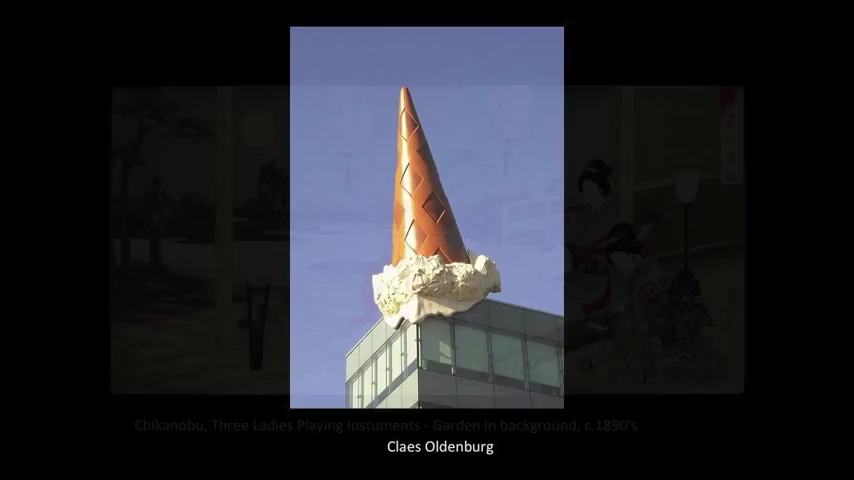 Chikanobu, Three Ladies Playing Instuments - Garden in background, c.1890's
Claes Oldenburg